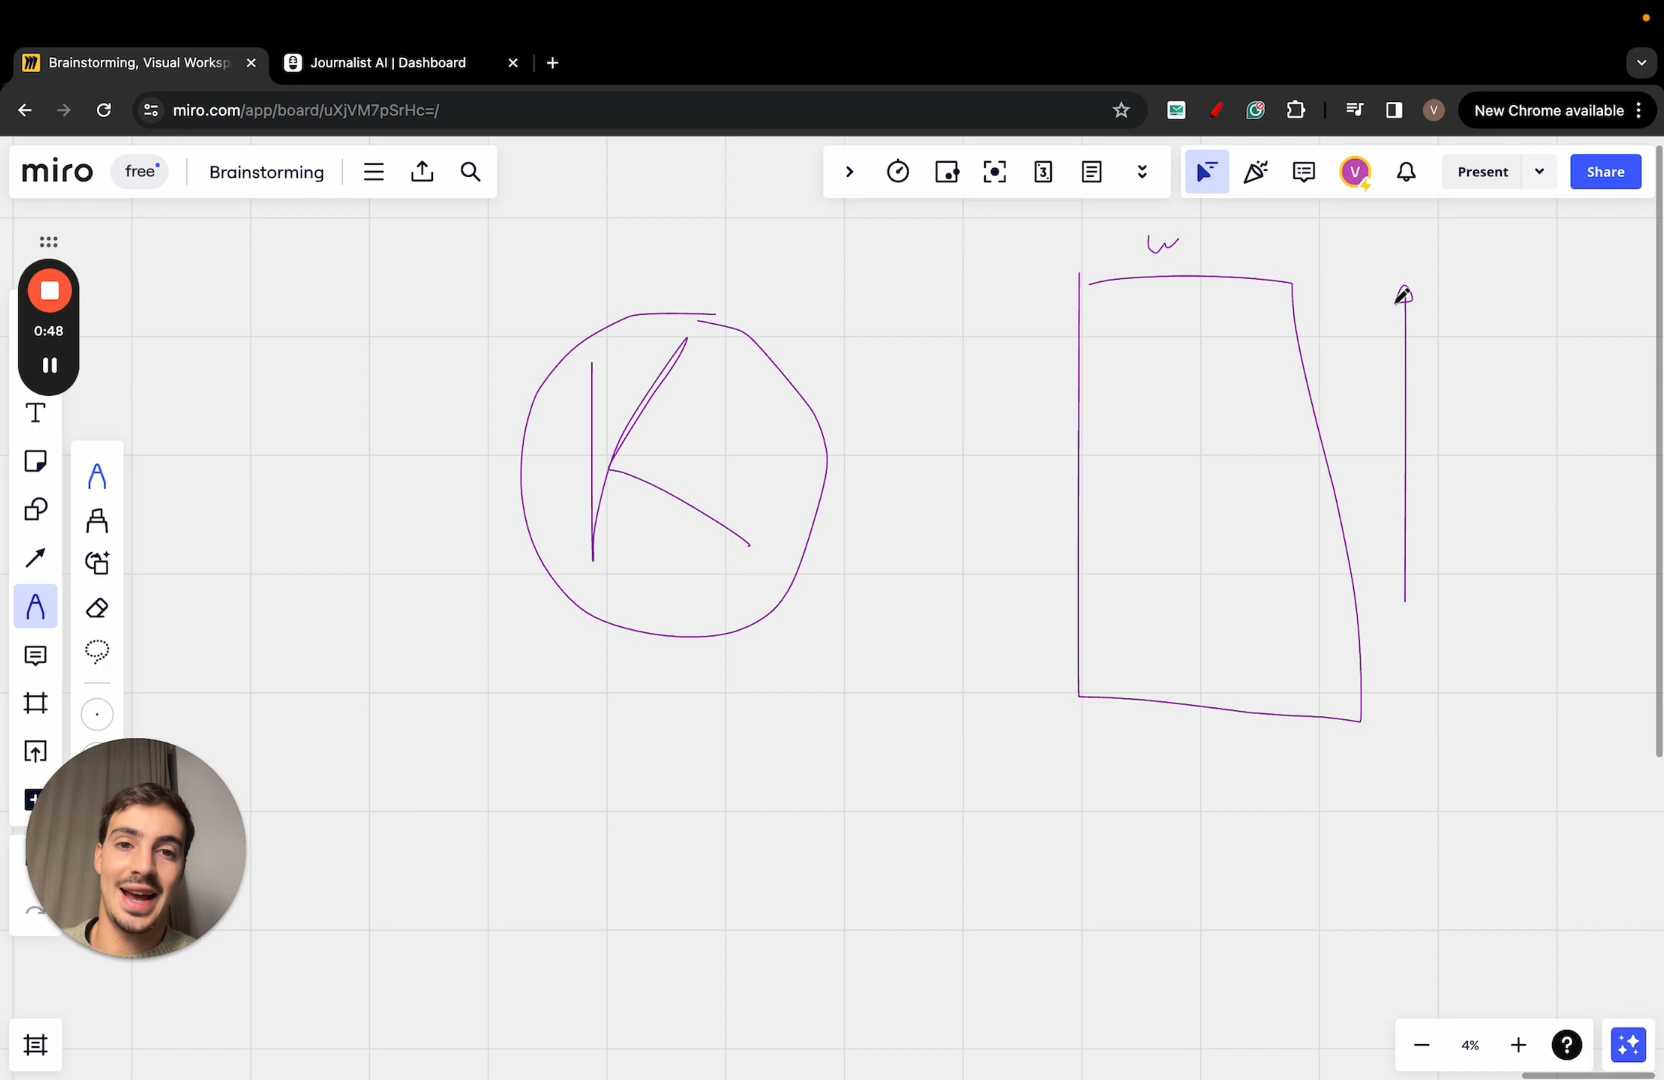 Brainstorming, Visual Worksp
Journalist AI | Dashboard
miro.com/app/board/uXjVM7pSrHc=/
New Chrome available
miro
free
Brainstorming
3
V
Present
Share
W
0:48
K
T
4%
?